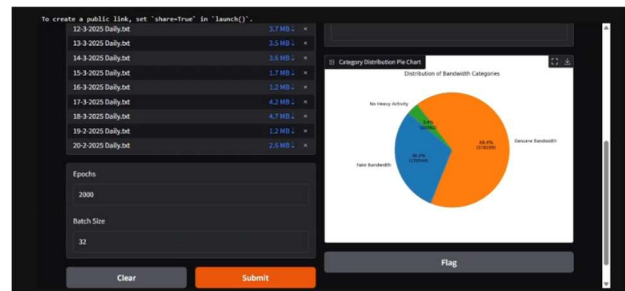 To create a public link, set `share=True` in `launch()`.
12-3-2025 Daily.txt 3.7 MB ↓ ×
13-3-2025 Daily.txt 3.5 MB ↓ ×
14-3-2025 Daily.txt 3.6 MB ↓ ×
15-3-2025 Daily.txt 1.7 MB ↓ ×
16-3-2025 Daily.txt 1.2 MB ↓ ×
17-3-2025 Daily.txt 4.2 MB ↓ ×
18-3-2025 Daily.txt 4.7 MB ↓ ×
19-2-2025 Daily.txt 1.2 MB ↓ ×
20-2-2025 Daily.txt 2.6 MB ↓ ×
Epochs
2000
Batch Size
32
Clear
Submit
Category Distribution Pie Chart
Distribution of Bandwidth Categories
No Heavy Activity
Genuine Bandwidth
Fake Bandwidth
Flag